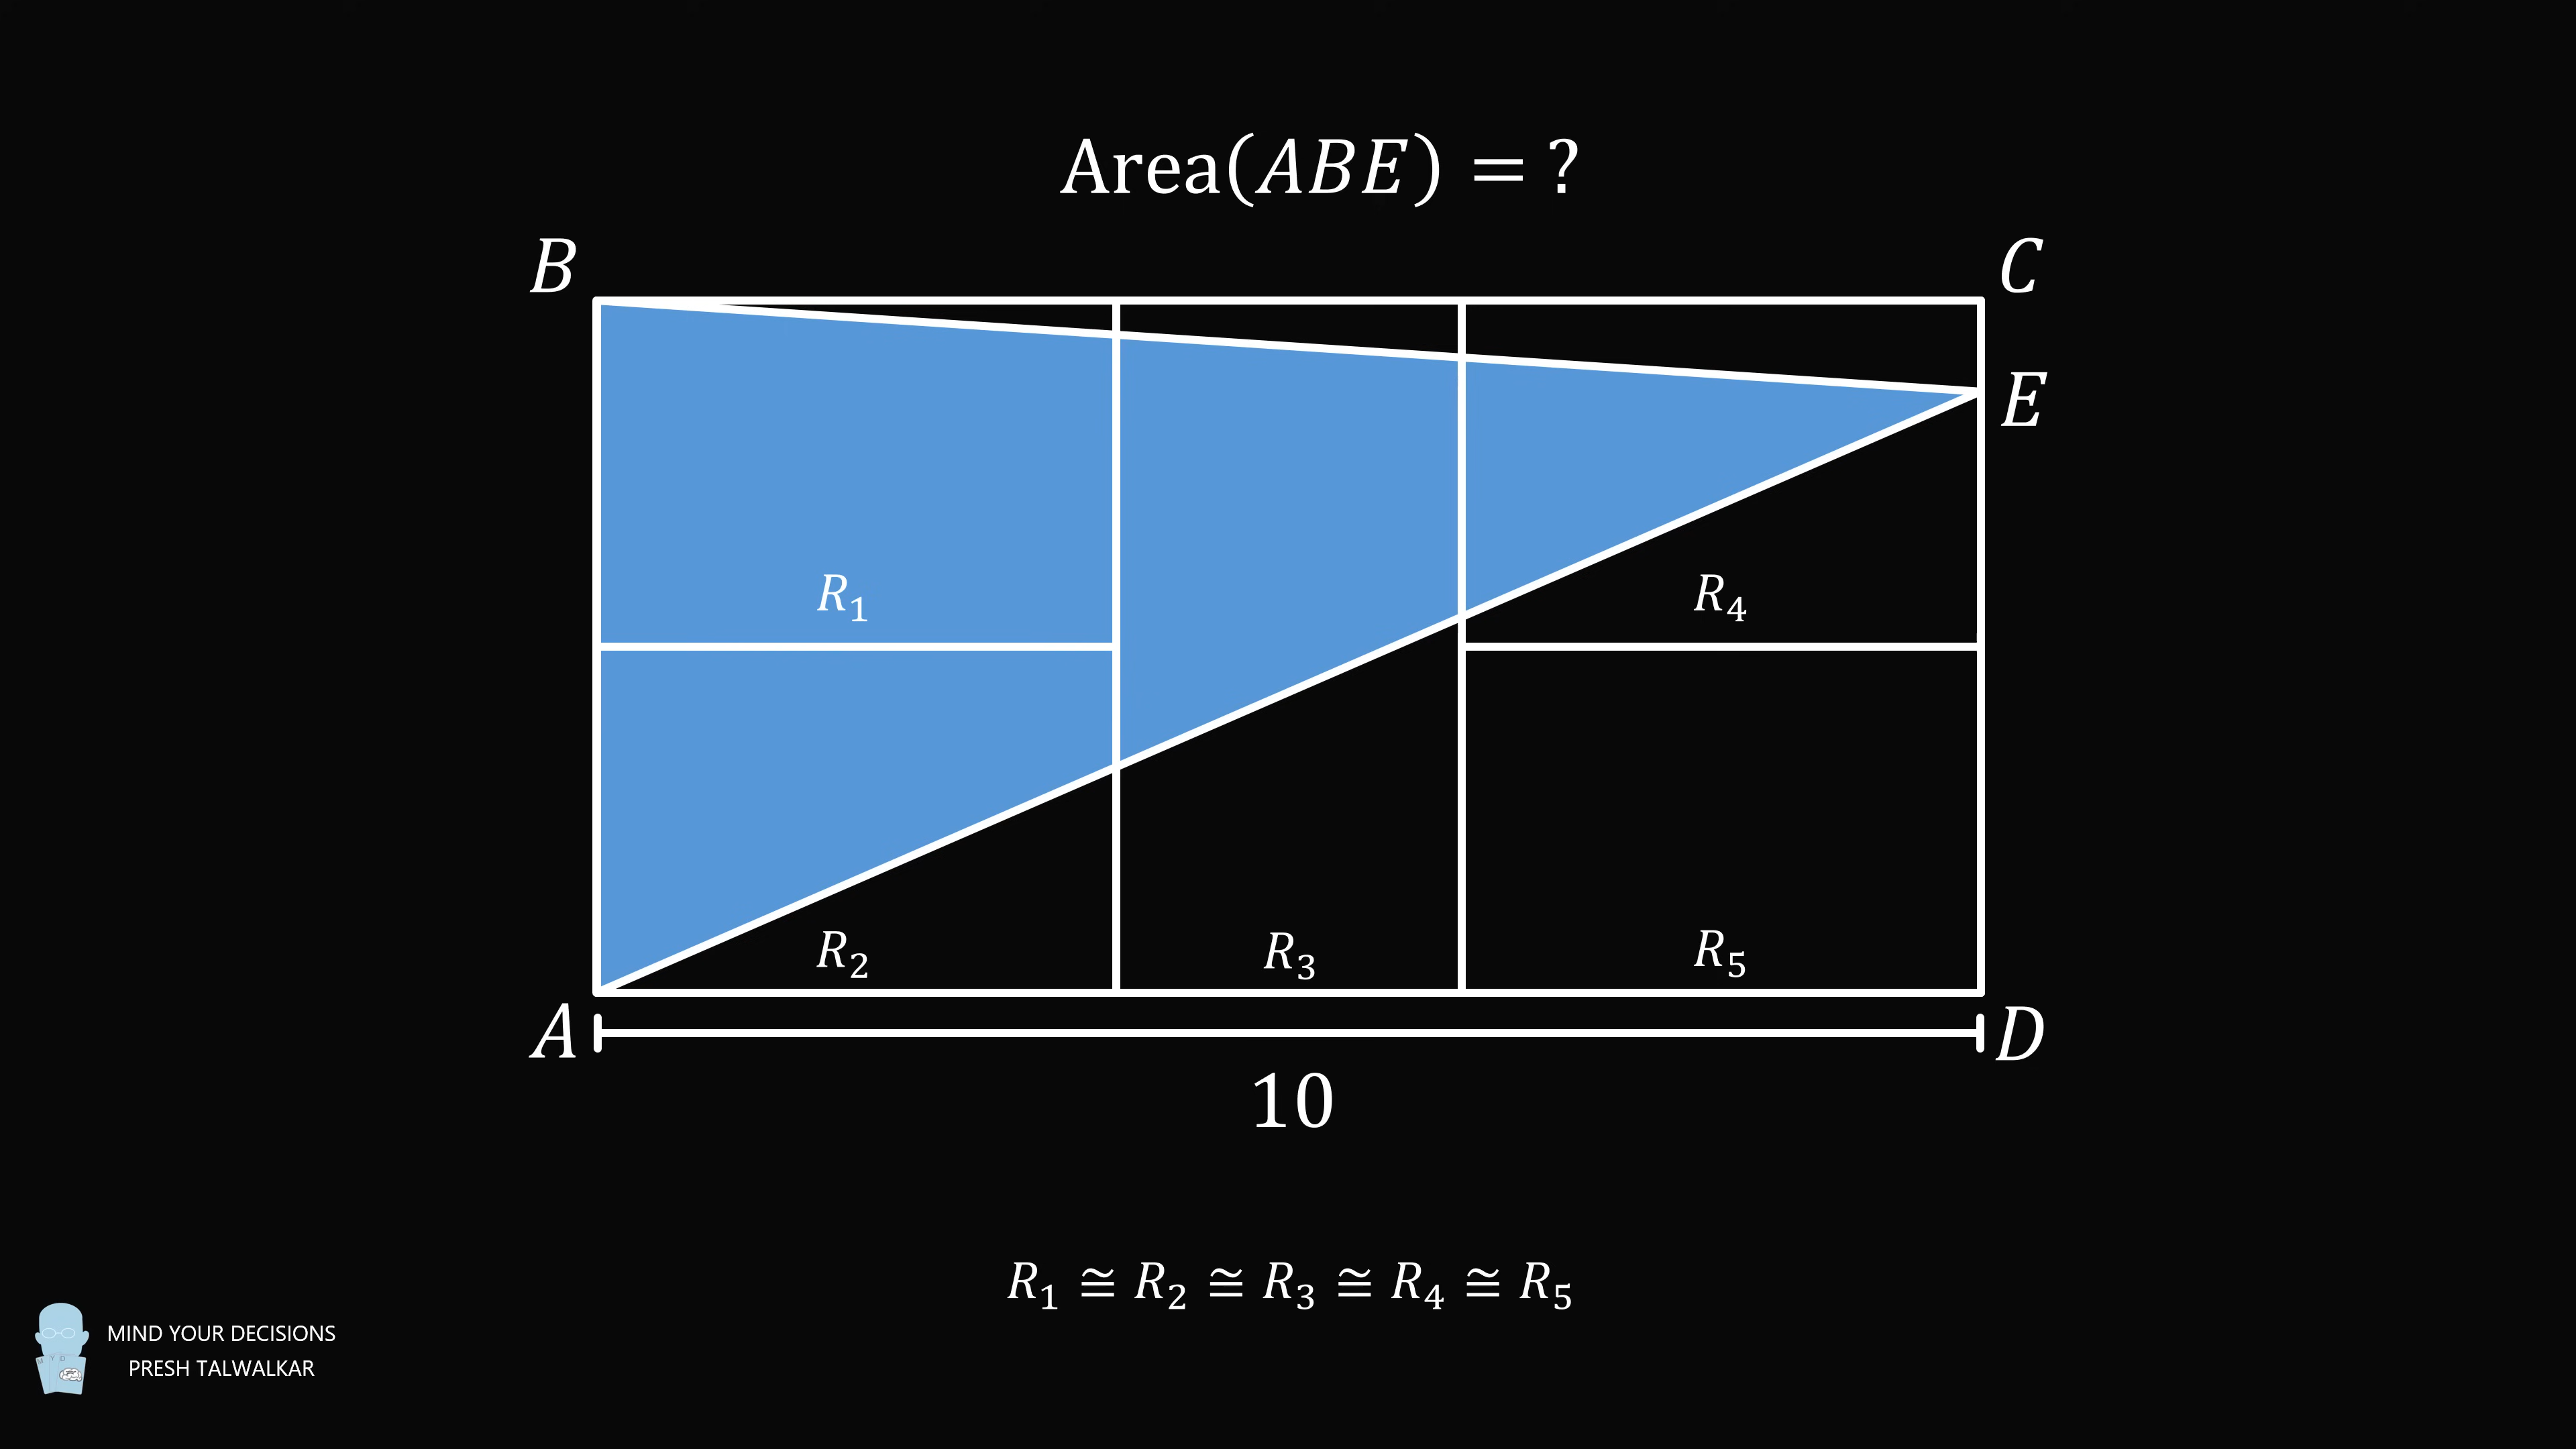 Area(ABE) = ?
B
C
E
R₁
R₄
R₂
R₃
R₅
A
D
10
R₁ ≅ R₂ ≅ R₃ ≅ R₄ ≅ R₅
MIND YOUR DECISIONS
PRESH TALWALKAR